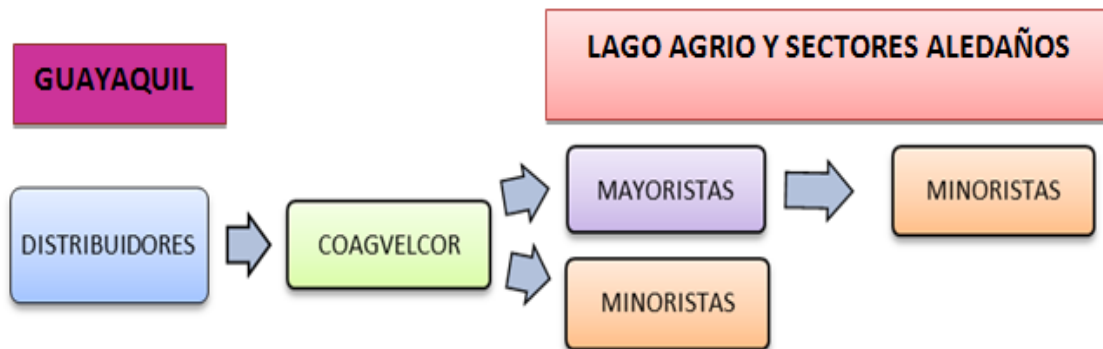 GUAYAQUIL
LAGO AGRIO Y SECTORES ALEDAÑOS
DISTRIBUIDORES
COAGVELCOR
MAYORISTAS
MINORISTAS
MINORISTAS